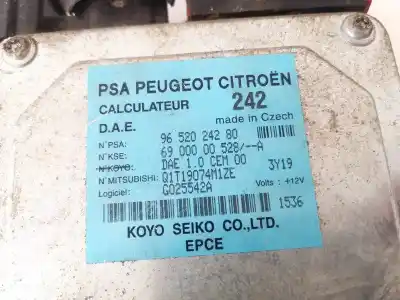 PSA PEUGEOT CITROËN
CALCULATEUR 242
D.A.E. made in Czech
N°PSA: 96 520 242 80
N°KSE: 69 000 00 528/--A
N°KOYO: DAE 1.0 CEM 00 3Y19
N°MITSUBISHI: Q1T19074M1ZE
Logiciel: G025542A Volts : +12V
1536
KOYO SEIKO CO.,LTD.
EPCE